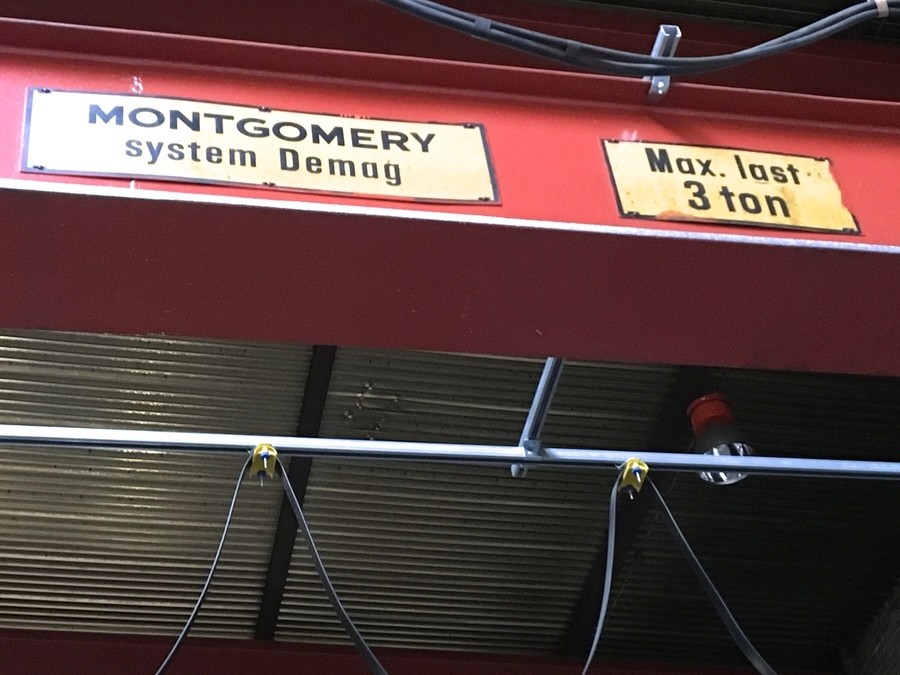 MONTGOMERY
system Demag
Max. last
3 ton